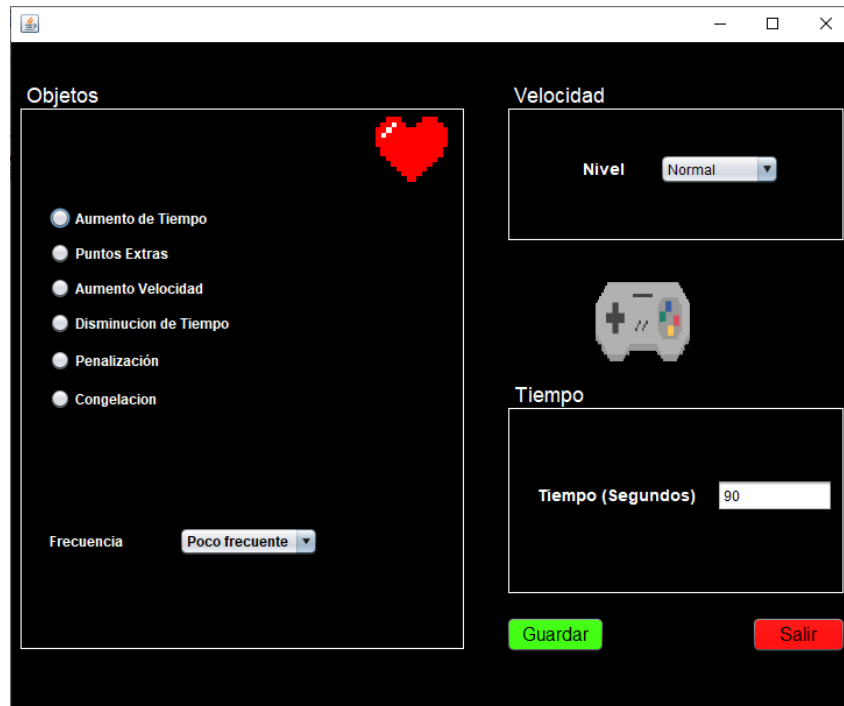 Objetos
Aumento de Tiempo
Puntos Extras
Aumento Velocidad
Disminucion de Tiempo
Penalización
Congelacion
Frecuencia Poco frecuente
Velocidad
Nivel Normal
Tiempo
Tiempo (Segundos) 90
Guardar Salir